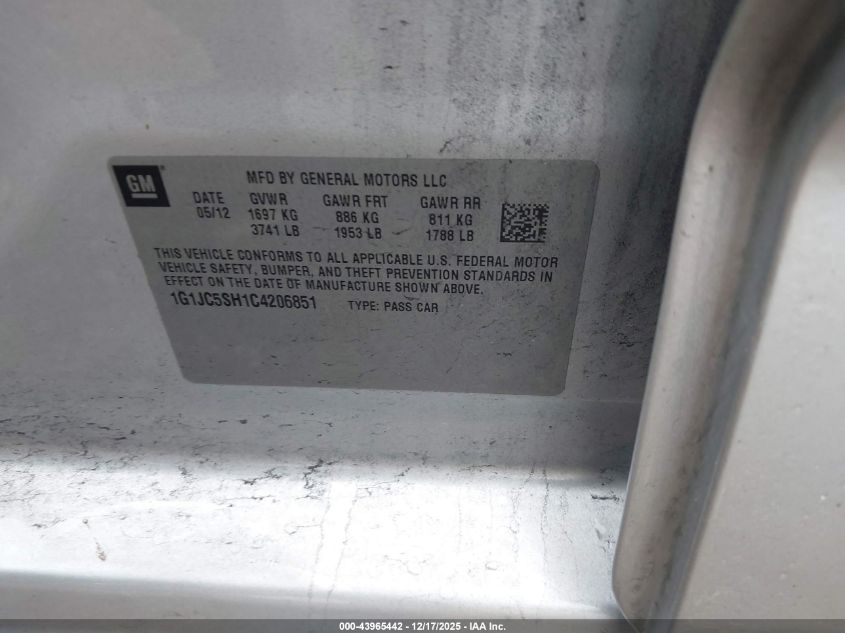 GM
MFD BY GENERAL MOTORS LLC
DATE GVWR GAWR FRT GAWR RR
05/12 1697 KG 886 KG 811 KG
3741 LB 1953 LB 1788 LB
THIS VEHICLE CONFORMS TO ALL APPLICABLE U.S. FEDERAL MOTOR
VEHICLE SAFETY, BUMPER, AND THEFT PREVENTION STANDARDS IN
EFFECT ON THE DATE OF MANUFACTURE SHOWN ABOVE.
1G1JC5SH1C4206851 TYPE: PASS CAR
000-43965442 - 12/17/2025 - IAA Inc.